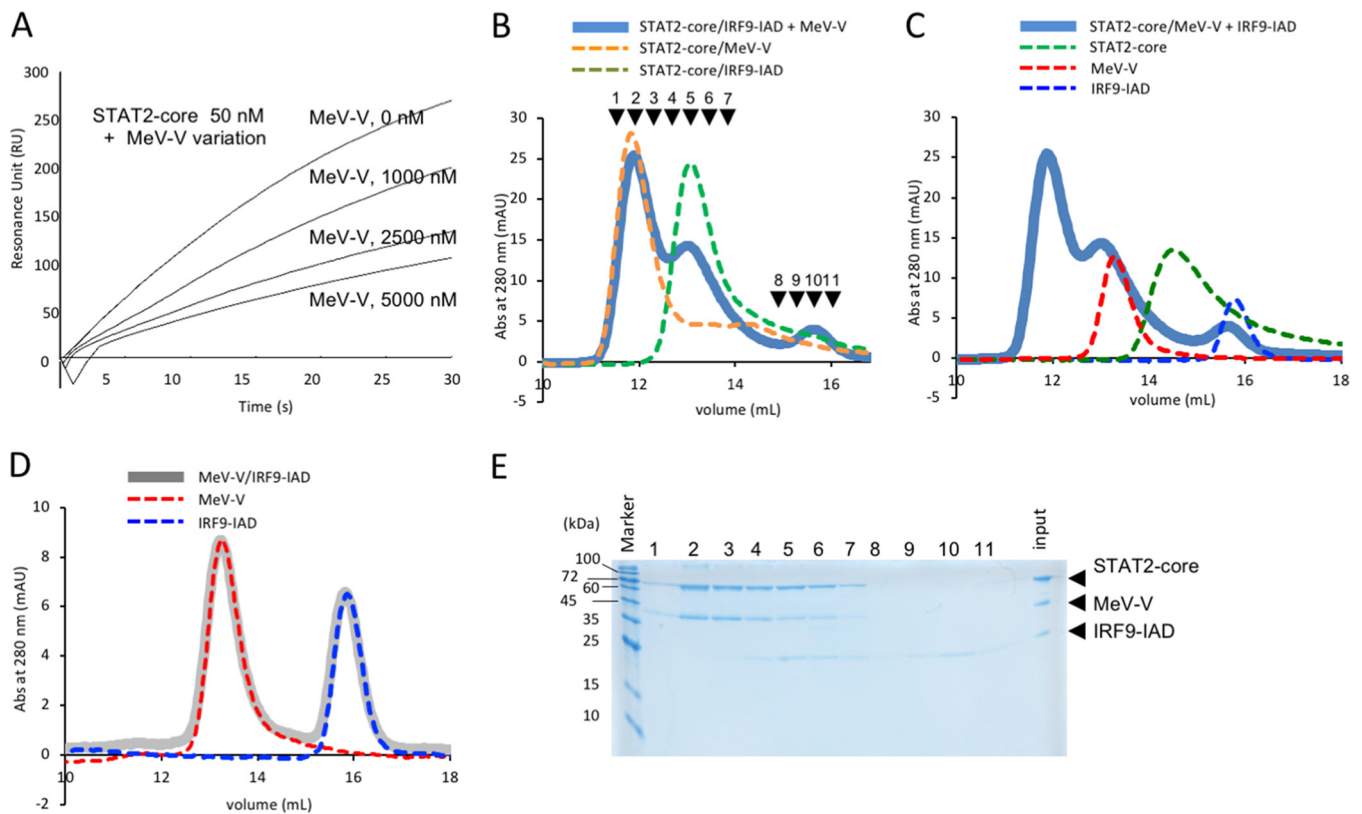 A
300
250
200
150
100
50
0
Resonance Unit (RU)
STAT2-core 50 nM
+ MeV-V variation
MeV-V, 0 nM
MeV-V, 1000 nM
MeV-V, 2500 nM
MeV-V, 5000 nM
5 10 15 20 25 30
Time (s)
B
STAT2-core/IRF9-IAD + MeV-V
STAT2-core/MeV-V
STAT2-core/IRF9-IAD
1 2 3 4 5 6 7
8 9 1011
30
25
20
15
10
5
0
-5
Abs at 280 nm (mAU)
10 12 14 16
volume (mL)
C
STAT2-core/MeV-V + IRF9-IAD
STAT2-core
MeV-V
IRF9-IAD
30
25
20
15
10
5
0
-5
Abs at 280 nm (mAU)
10 12 14 16 18
volume (mL)
D
MeV-V/IRF9-IAD
MeV-V
IRF9-IAD
10
8
6
4
2
0
-2
Abs at 280 nm (mAU)
10 12 14 16 18
volume (mL)
E
(kDa)
Marker
1 2 3 4 5 6 7 8 9 10 11
input
100
72
60
45
35
25
15
10
STAT2-core
MeV-V
IRF9-IAD